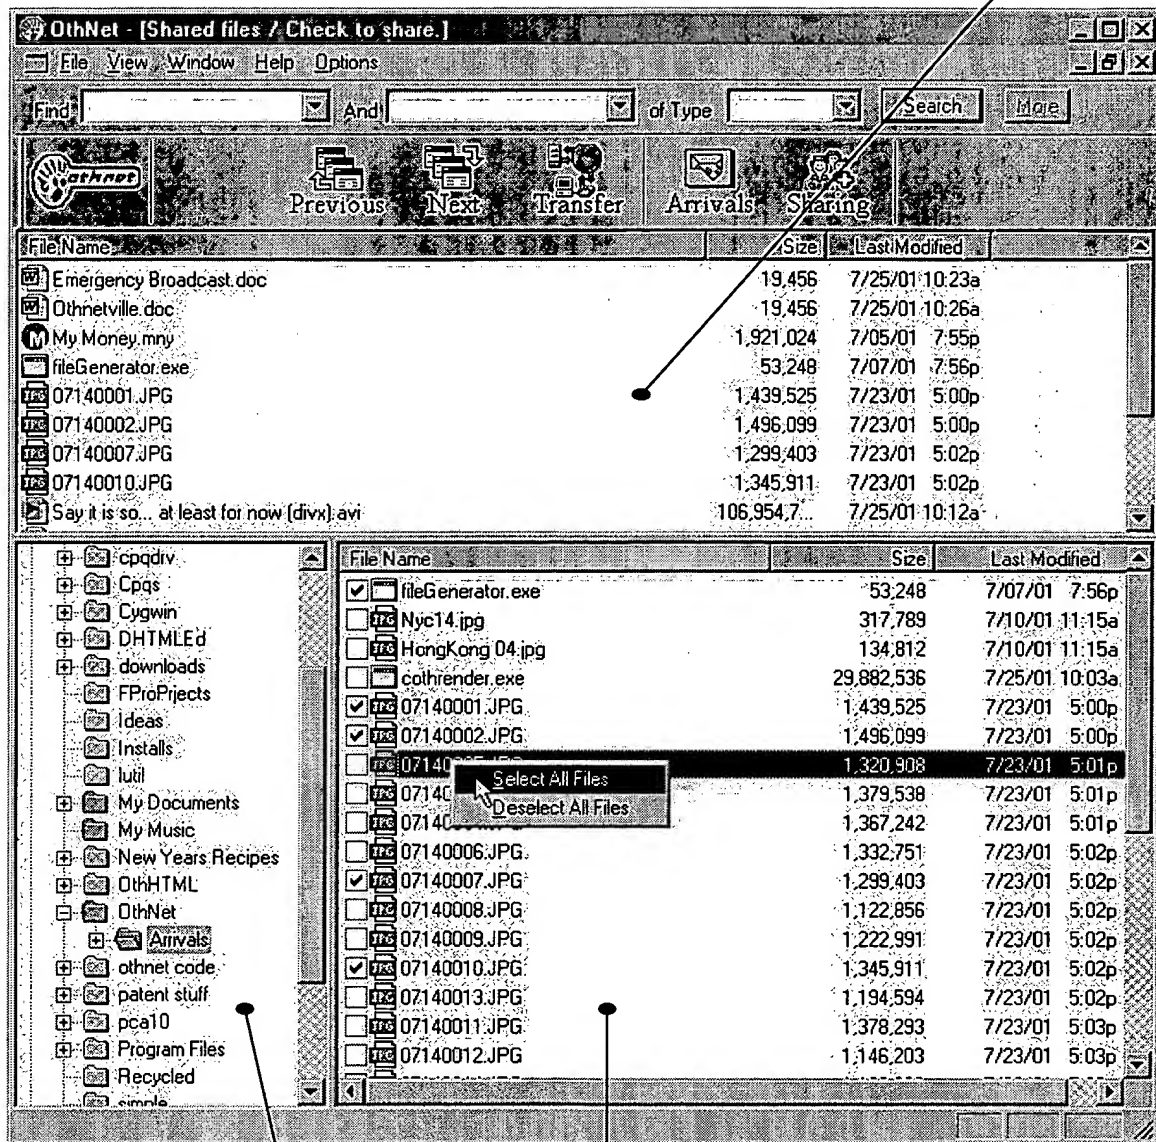 OthNet - [Shared files / Check to share.]
File View Window Help Options
Find And of Type Search More
othnet Previous Next Transfer Arrivals Sharing
File Name Size Last Modified
Emergency Broadcast.doc 19,456 7/25/01 10:23a
Othnetville.doc 19,456 7/25/01 10:26a
My Money.mny 1,921,024 7/05/01 7:55p
fileGenerator.exe 53,248 7/07/01 7:56p
07140001.JPG 1,439,525 7/23/01 5:00p
07140002.JPG 1,496,099 7/23/01 5:00p
07140007.JPG 1,299,403 7/23/01 5:02p
07140010.JPG 1,345,911 7/23/01 5:02p
Say it is so... at least for now (divx).avi 106,954,7... 7/25/01 10:12a
cpqdrv
Cpqs
Cygwin
DHTMLEd
downloads
FProPrjects
Ideas
Installs
lutil
My Documents
My Music
New Years Recipes
OthHTML
OthNet
Arrivals
othnet code
patent stuff
pca10
Program Files
Recycled
simple
File Name Size Last Modified
fileGenerator.exe 53,248 7/07/01 7:56p
Nyc14.jpg 317,789 7/10/01 11:15a
HongKong 04.jpg 134,812 7/10/01 11:15a
cothrender.exe 29,882,536 7/25/01 10:03a
07140001.JPG 1,439,525 7/23/01 5:00p
07140002.JPG 1,496,099 7/23/01 5:00p
1,320,908 7/23/01 5:01p
Select All Files
1,379,538 7/23/01 5:01p
Deselect All Files
1,367,242 7/23/01 5:01p
07140006.JPG 1,332,751 7/23/01 5:02p
07140007.JPG 1,299,403 7/23/01 5:02p
07140008.JPG 1,122,856 7/23/01 5:02p
07140009.JPG 1,222,991 7/23/01 5:02p
07140010.JPG 1,345,911 7/23/01 5:02p
07140013.JPG 1,194,594 7/23/01 5:02p
07140011.JPG 1,378,293 7/23/01 5:03p
07140012.JPG 1,146,203 7/23/01 5:03p